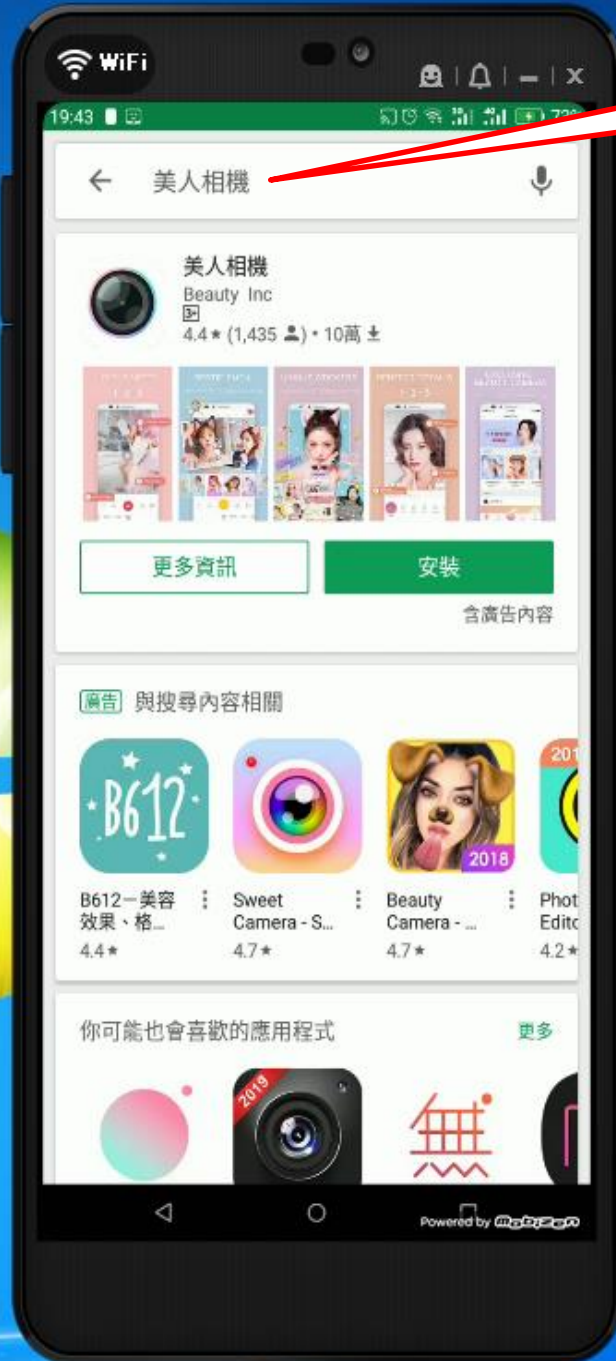 WiFi
19:43
美人相機
美人相機
Beauty Inc
3+
4.4★ (1,435 ) • 10萬
更多資訊
安裝
含廣告內容
廣告 與搜尋內容相關
B612
2018
201
B612－美容
效果、格...
4.4★
Sweet
Camera - S...
4.7★
Beauty
Camera - ...
4.7★
Phot
Edito
4.2★
你可能也會喜歡的應用程式
更多
2019
無
Powered by Mobizen